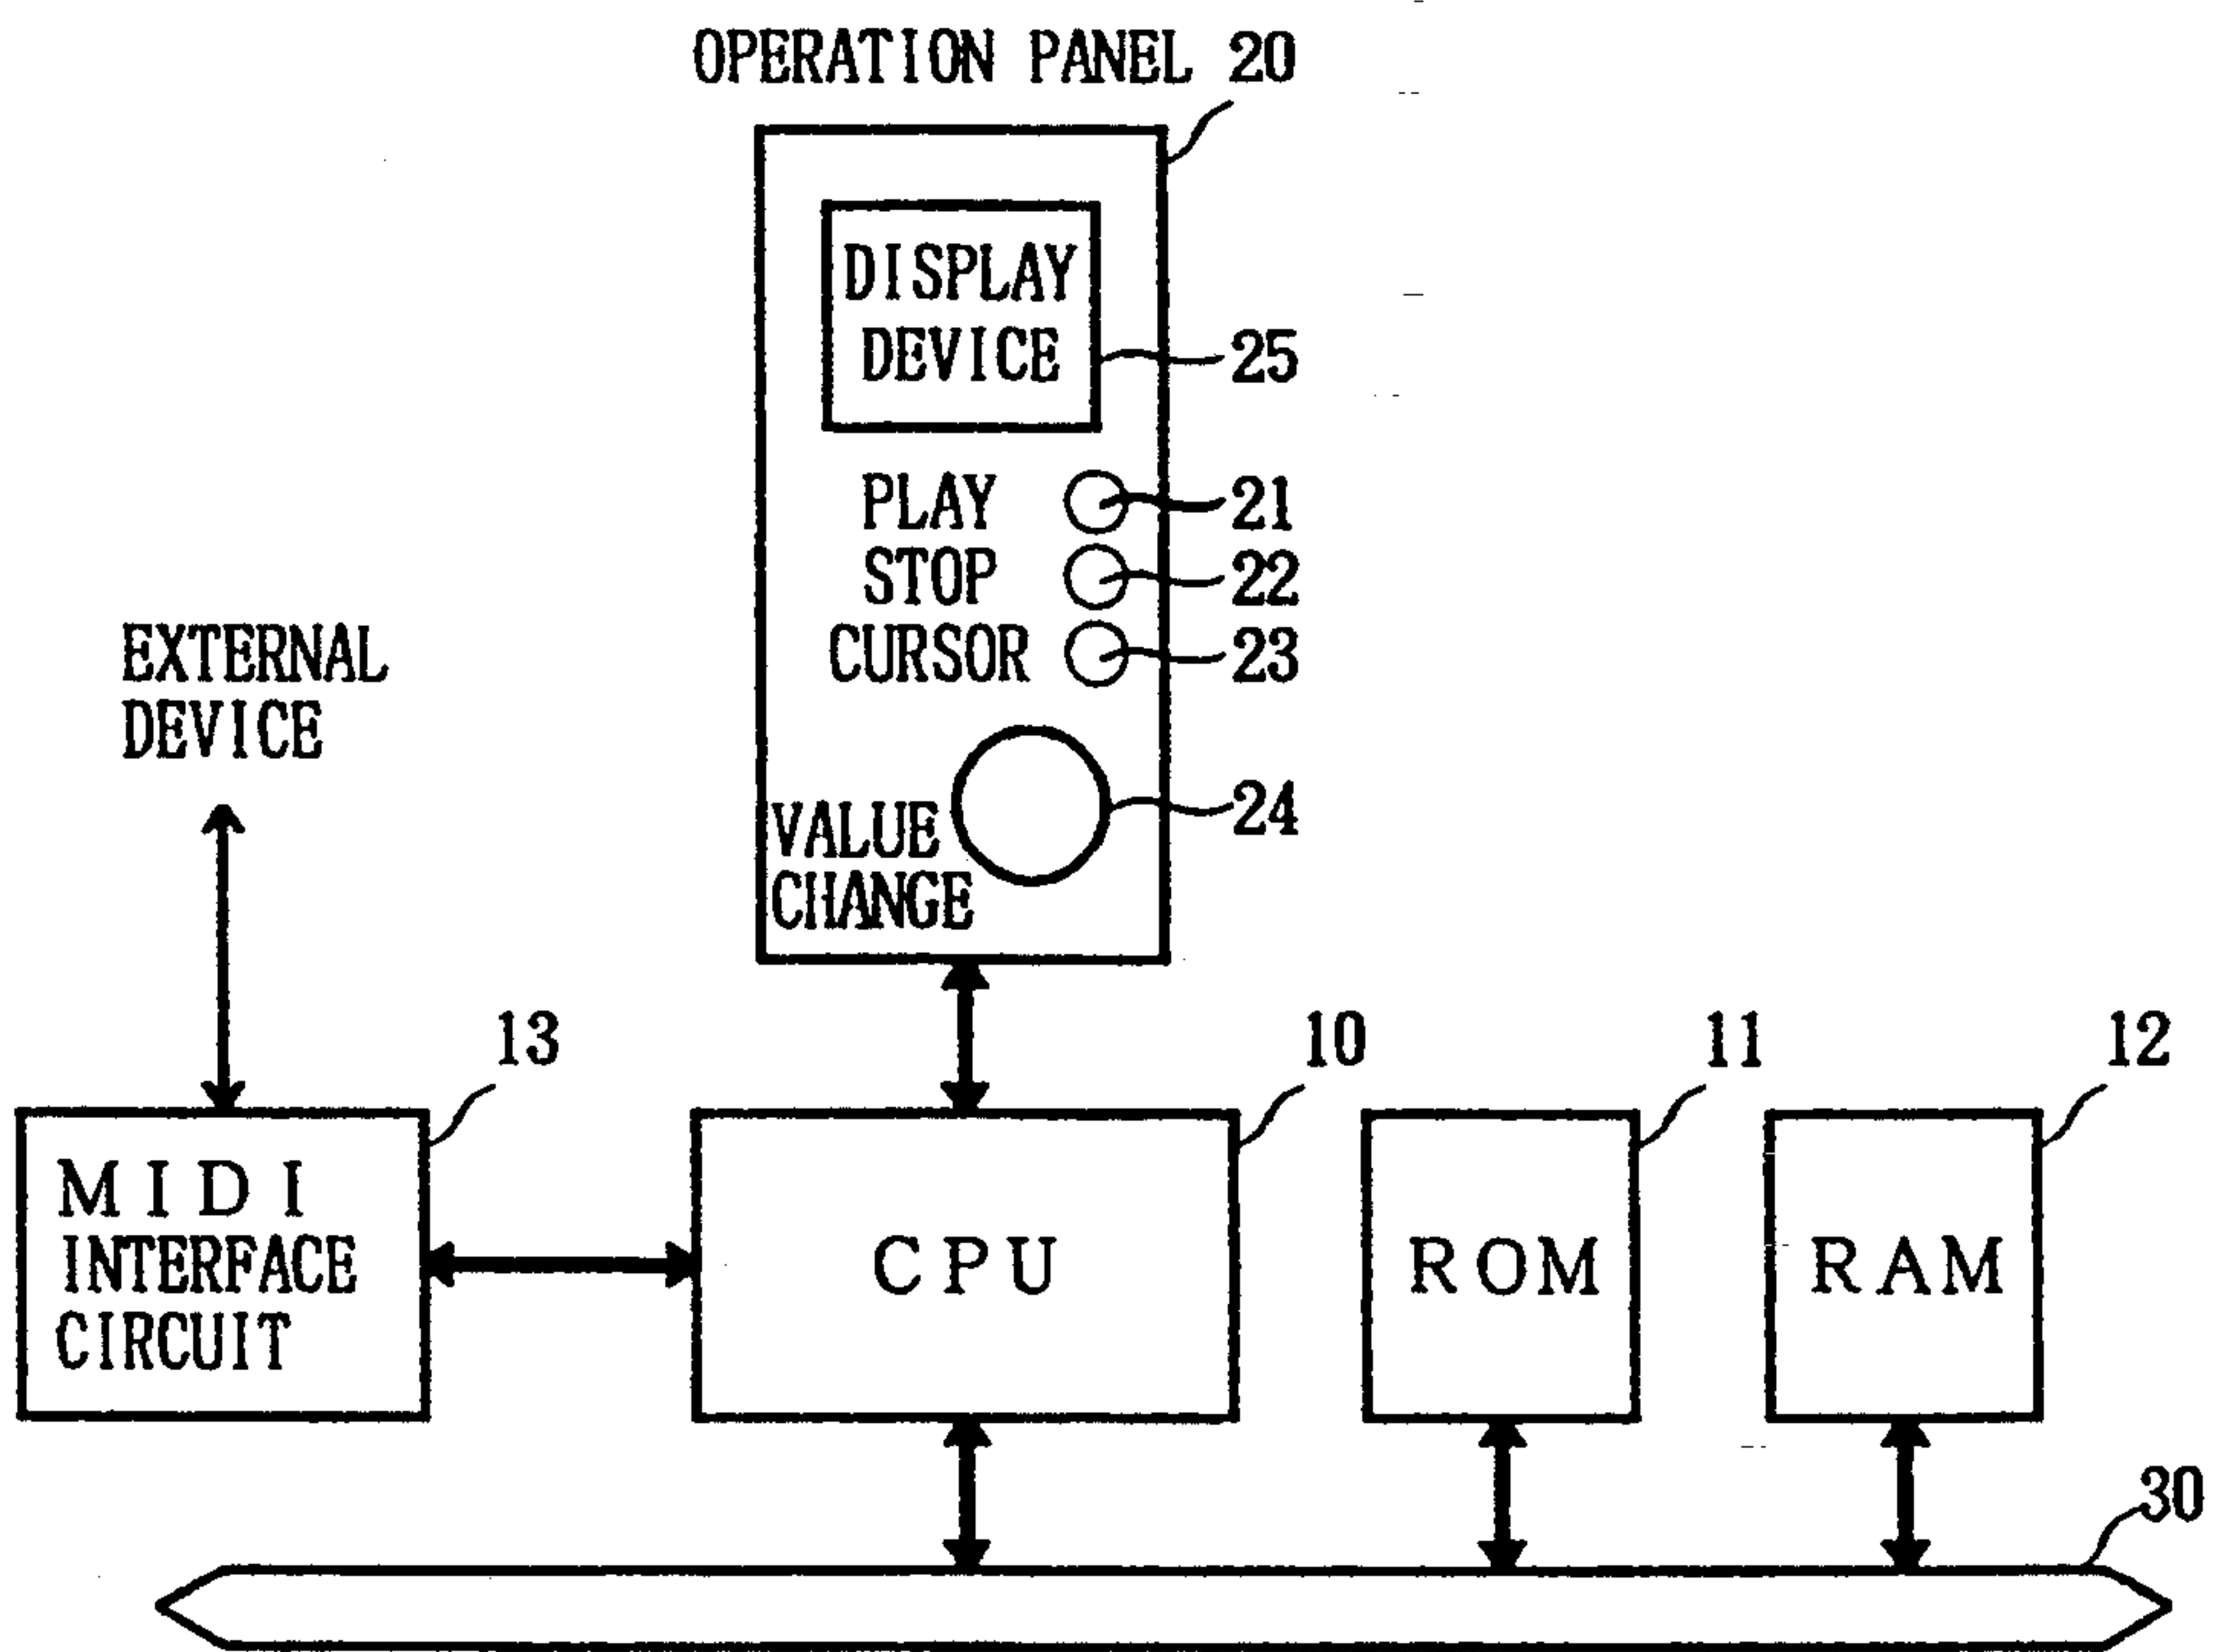 OPERATION PANEL 20
DISPLAY
DEVICE
25
PLAY 21
STOP 22
CURSOR 23
VALUE
CHANGE
24
EXTERNAL
DEVICE
13
10
11
12
MIDI
INTERFACE
CIRCUIT
CPU
ROM
RAM
30